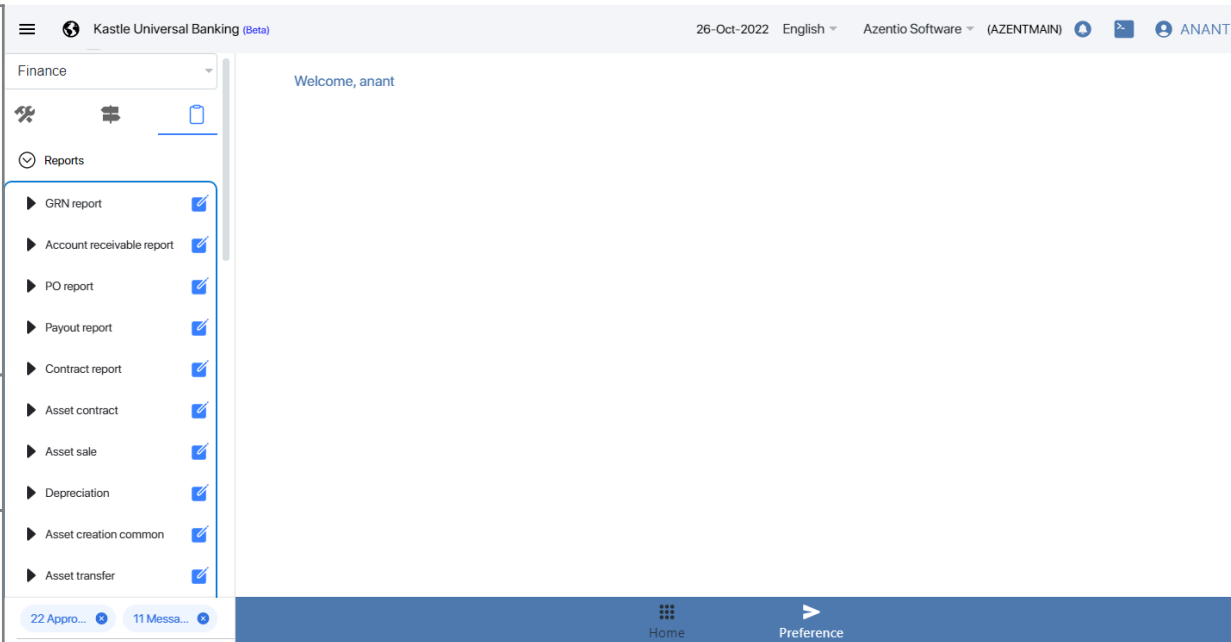 Kastle Universal Banking (Beta)
26-Oct-2022 English Azentio Software (AZENTMAIN) ANANT
Finance
Welcome, anant
Reports
GRN report
Account receivable report
PO report
Payout report
Contract report
Asset contract
Asset sale
Depreciation
Asset creation common
Asset transfer
22 Appro... 11 Messa...
Home Preference